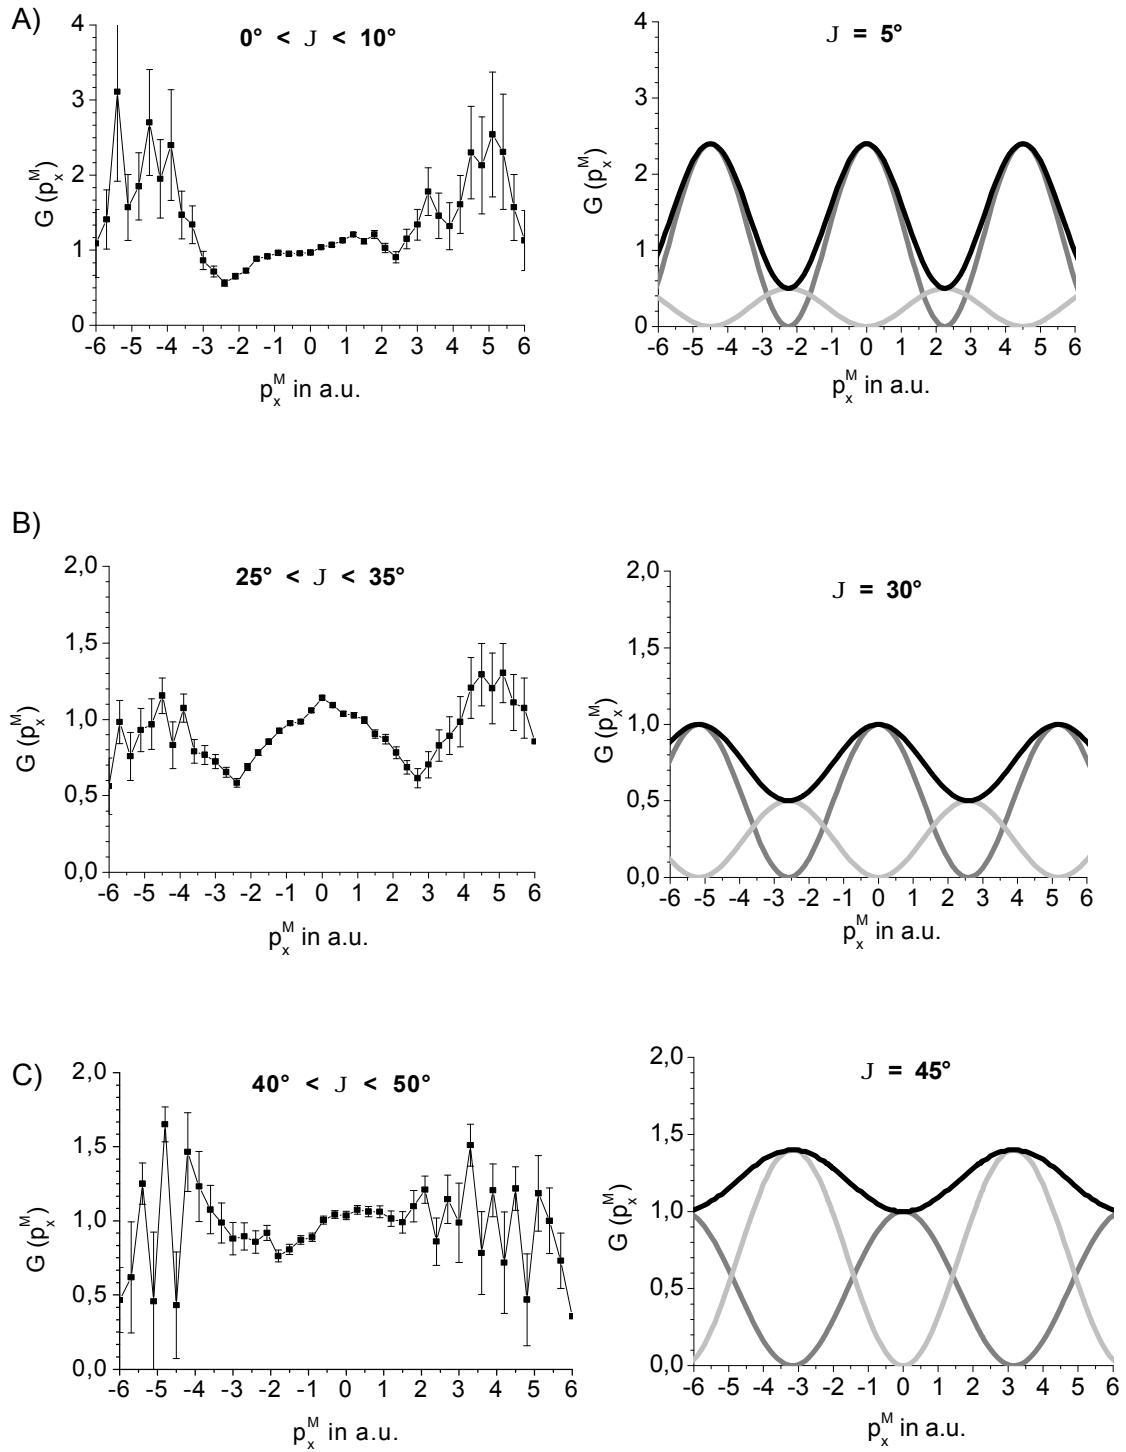 A)
0° < J < 10°
4
3
2
1
0
G (p_x^M)
-6 -5 -4 -3 -2 -1 0 1 2 3 4 5 6
p_x^M in a.u.
J = 5°
4
3
2
1
0
G (p_x^M)
-6 -5 -4 -3 -2 -1 0 1 2 3 4 5 6
p_x^M in a.u.
B)
25° < J < 35°
2,0
1,5
1,0
0,5
0,0
G (p_x^M)
-6 -5 -4 -3 -2 -1 0 1 2 3 4 5 6
p_x^M in a.u.
J = 30°
2,0
1,5
1,0
0,5
0,0
G (p_x^M)
-6 -5 -4 -3 -2 -1 0 1 2 3 4 5 6
p_x^M in a.u.
C)
40° < J < 50°
2,0
1,5
1,0
0,5
0,0
G (p_x^M)
-6 -5 -4 -3 -2 -1 0 1 2 3 4 5 6
p_x^M in a.u.
J = 45°
2,0
1,5
1,0
0,5
0,0
G (p_x^M)
-6 -5 -4 -3 -2 -1 0 1 2 3 4 5 6
p_x^M in a.u.